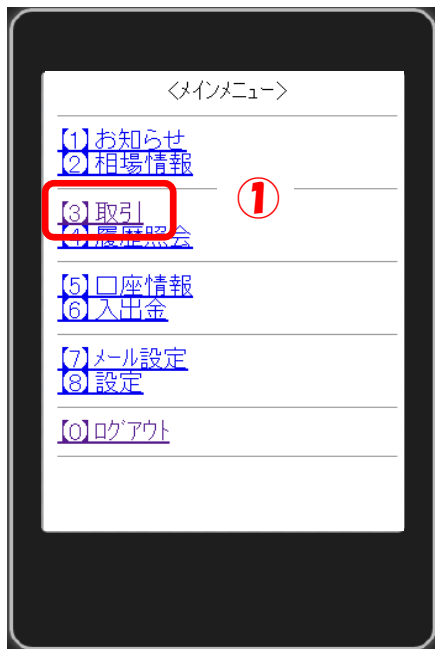 〈ﾒｲﾝﾒﾆｭｰ〉
【1】お知らせ
【2】相場情報
【3】取引
①
【4】履歴照会
【5】口座情報
【6】入出金
【7】ﾒｰﾙ設定
【8】設定
【0】ﾛｸﾞｱｳﾄ